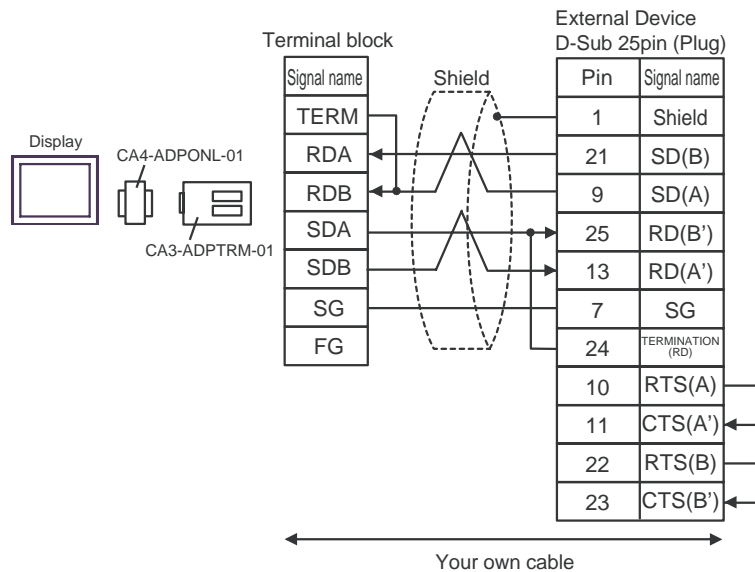 External Device
Terminal block
D-Sub 25pin (Plug)
Signal name
Shield
Pin
Signal name
TERM
1
Shield
Display
CA4-ADPONL-01
RDA
21
SD(B)
RDB
9
SD(A)
CA3-ADPTRM-01
SDA
25
RD(B’)
SDB
13
RD(A’)
SG
7
SG
FG
24
TERMINATION
(RD)
10
RTS(A)
11
CTS(A’)
22
RTS(B)
23
CTS(B’)
Your own cable